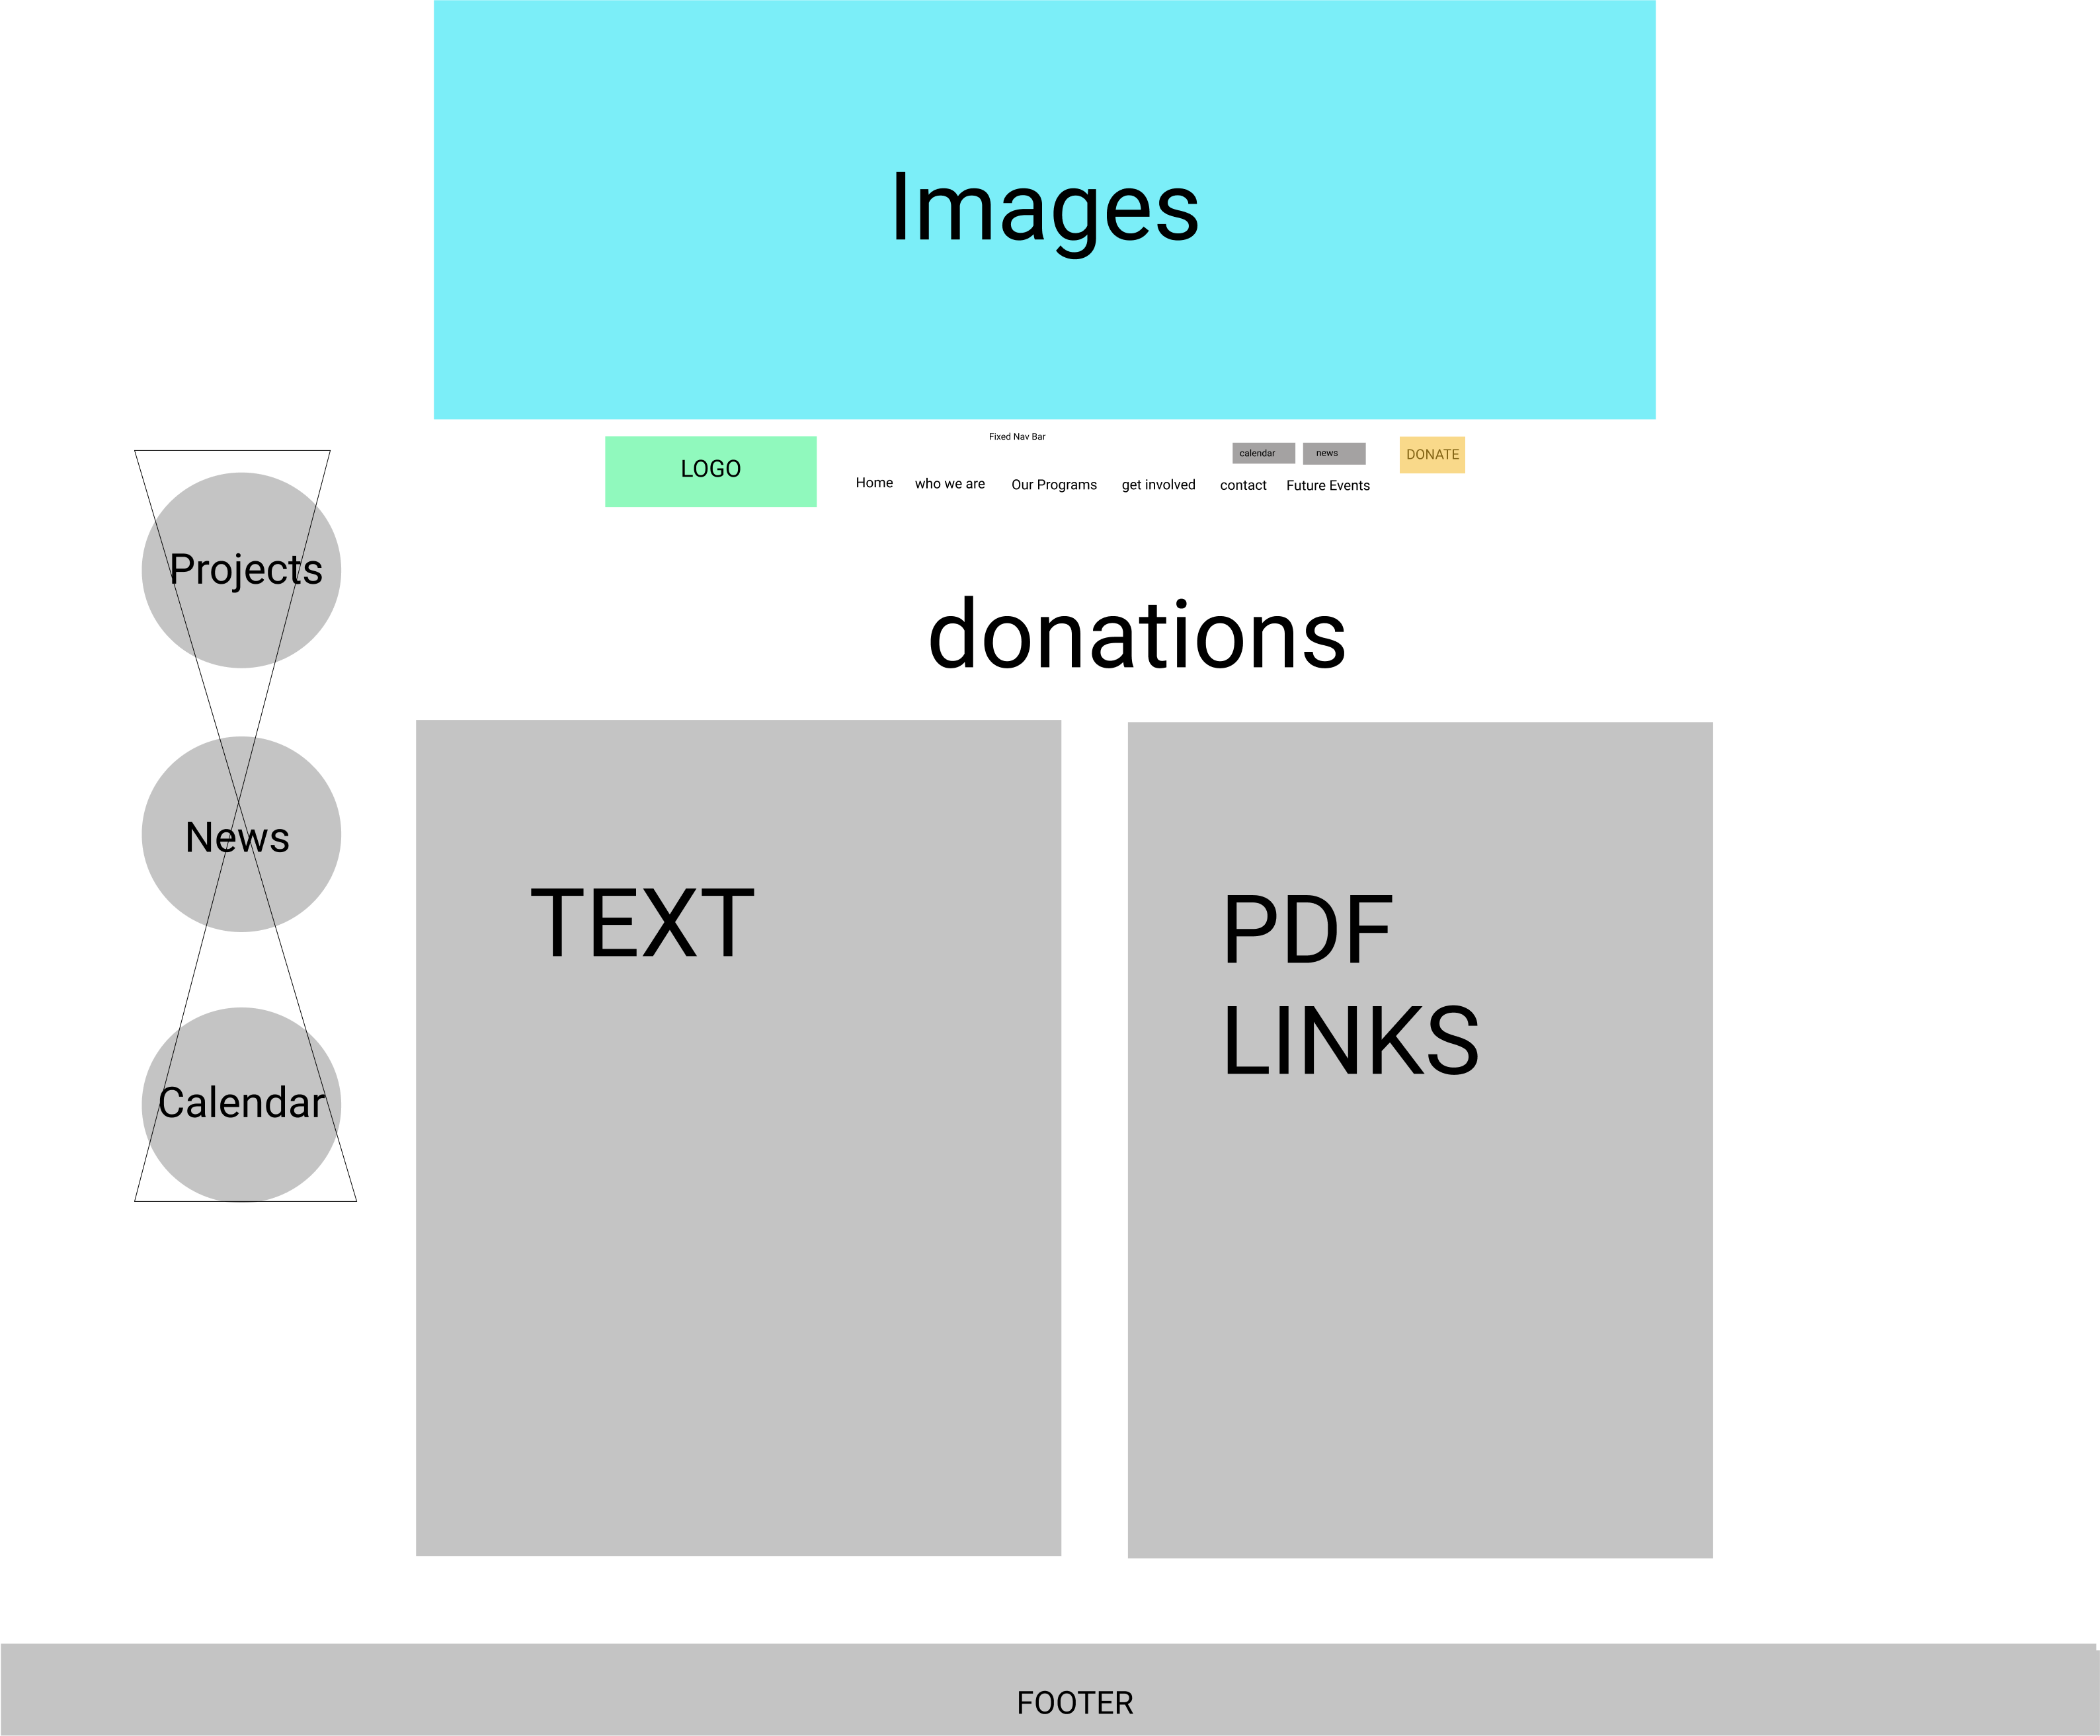 Images
Fixed Nav Bar
LOGO
calendar
news
DONATE
Home
who we are
Our Programs
get involved
contact
Future Events
Projects
News
Calendar
donations
TEXT
PDF
LINKS
FOOTER